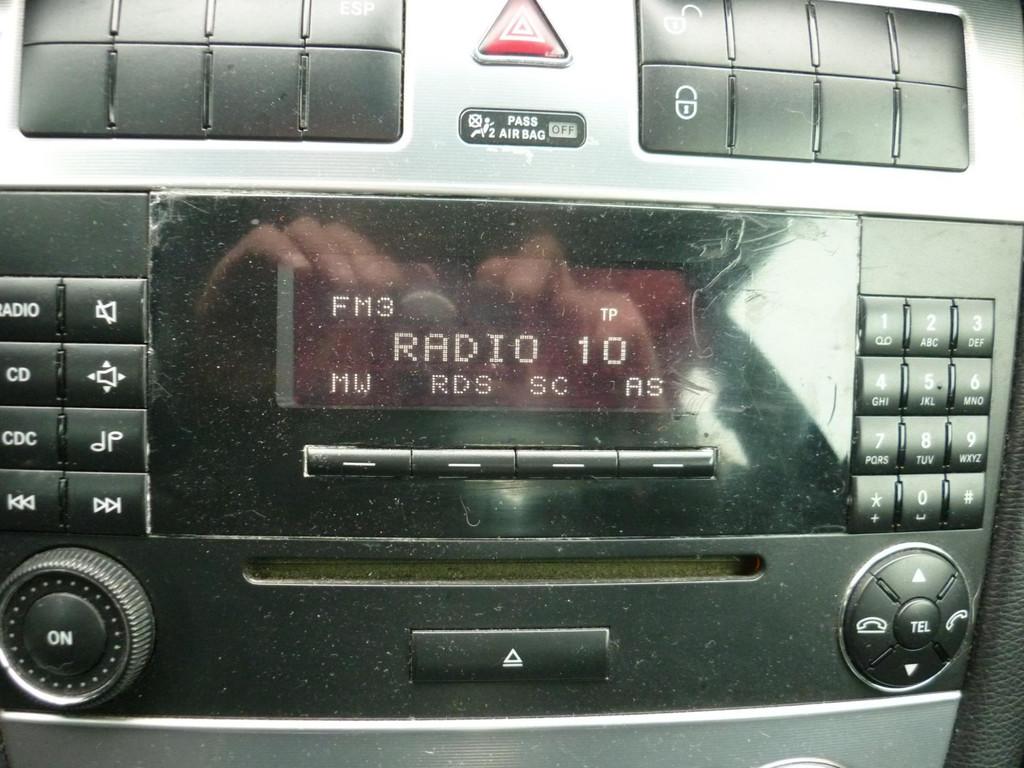 ESP
PASS
2 AIR BAG OFF
RADIO
CD
CDC
ON
FM3 TP
RADIO 10
MW RDS SC AS
1 2 ABC 3 DEF
4 GHI 5 JKL 6 MNO
7 PQRS 8 TUV 9 WXYZ
* + 0 #
TEL